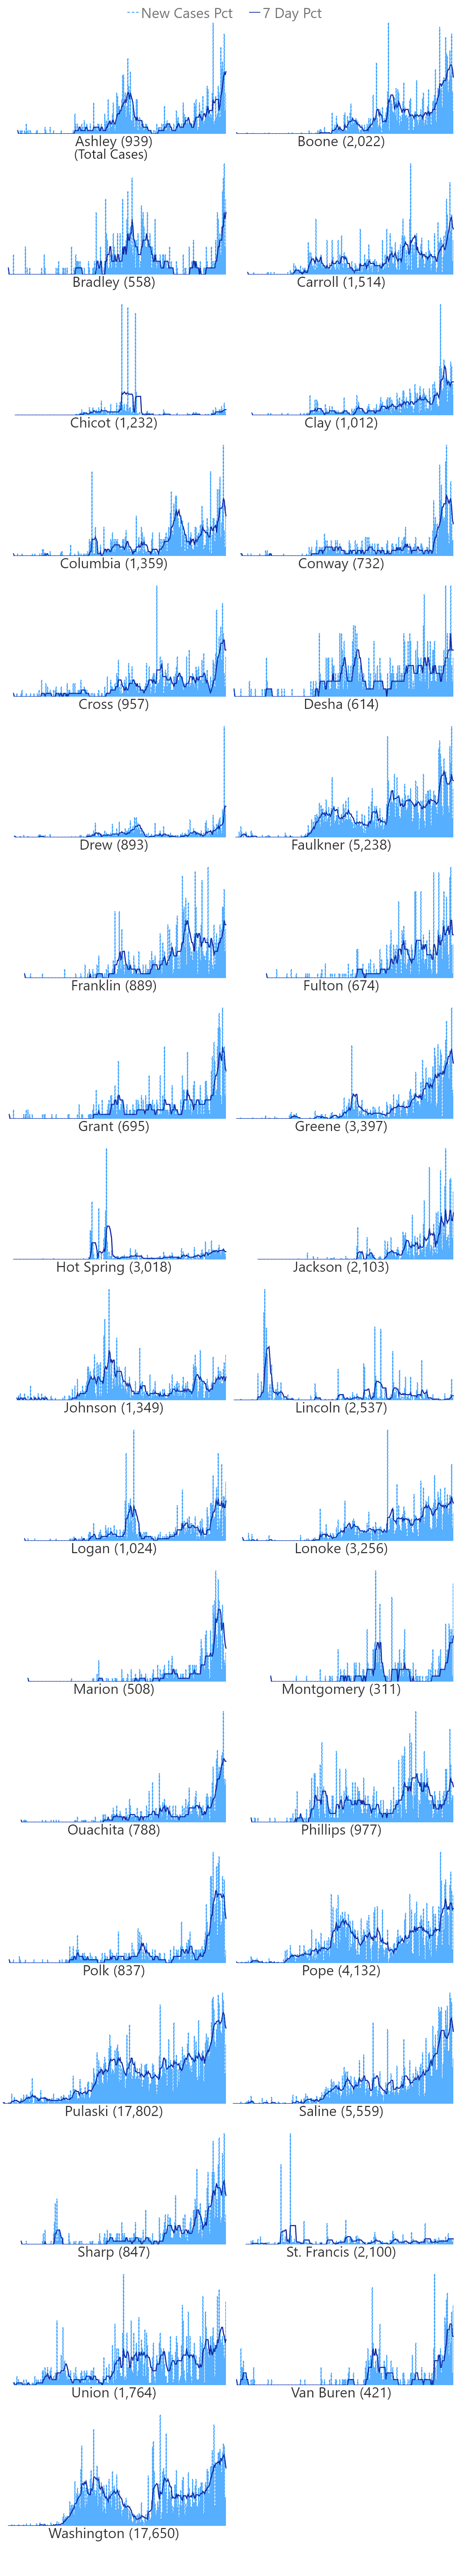 New Cases Pct 7 Day Pct
Ashley (939) Boone (2,022)
(Total Cases)
Bradley (558) Carroll (1,514)
Chicot (1,232) Clay (1,012)
Columbia (1,359) Conway (732)
Cross (957) Desha (614)
Drew (893) Faulkner (5,238)
Franklin (889) Fulton (674)
Grant (695) Greene (3,397)
Hot Spring (3,018) Jackson (2,103)
Johnson (1,349) Lincoln (2,537)
Logan (1,024) Lonoke (3,256)
Marion (508) Montgomery (311)
Ouachita (788) Phillips (977)
Polk (837) Pope (4,132)
Pulaski (17,802) Saline (5,559)
Sharp (847) St. Francis (2,100)
Union (1,764) Van Buren (421)
Washington (17,650)